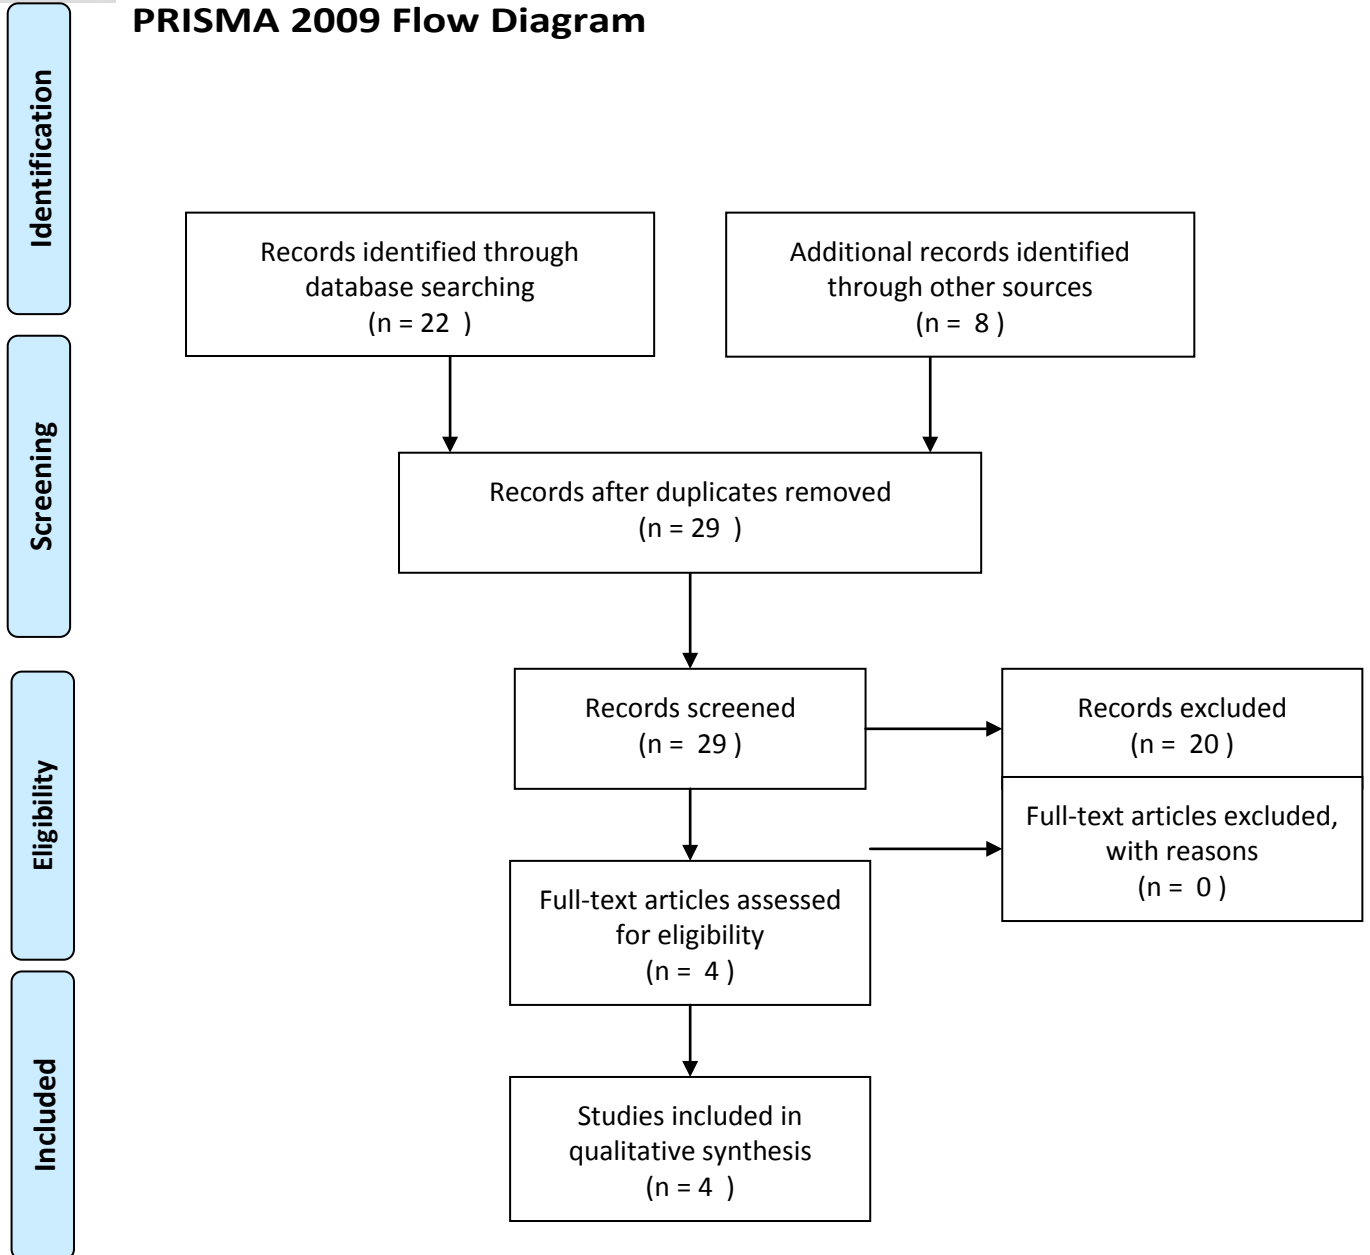 PRISMA 2009 Flow Diagram
Identification
Records identified through
database searching
(n = 22  )
Additional records identified
through other sources
(n =  8 )
Screening
Records after duplicates removed
(n = 29  )
Records screened
(n =  29 )
Records excluded
(n =  20 )
Eligibility
Full-text articles assessed
for eligibility
(n =  4 )
Full-text articles excluded,
with reasons
(n =  0 )
Included
Studies included in
qualitative synthesis
(n = 4  )